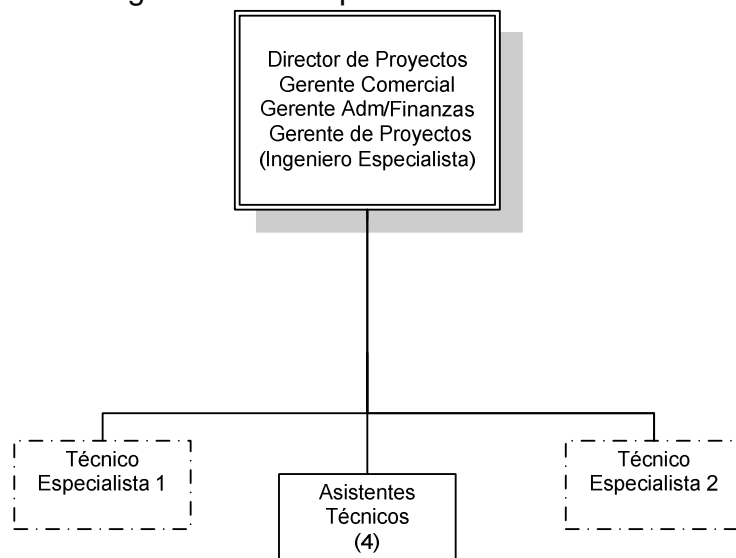 Director de Proyectos
Gerente Comercial
Gerente Adm/Finanzas
Gerente de Proyectos
(Ingeniero Especialista)
Técnico
Especialista 1
Asistentes
Técnicos
(4)
Técnico
Especialista 2